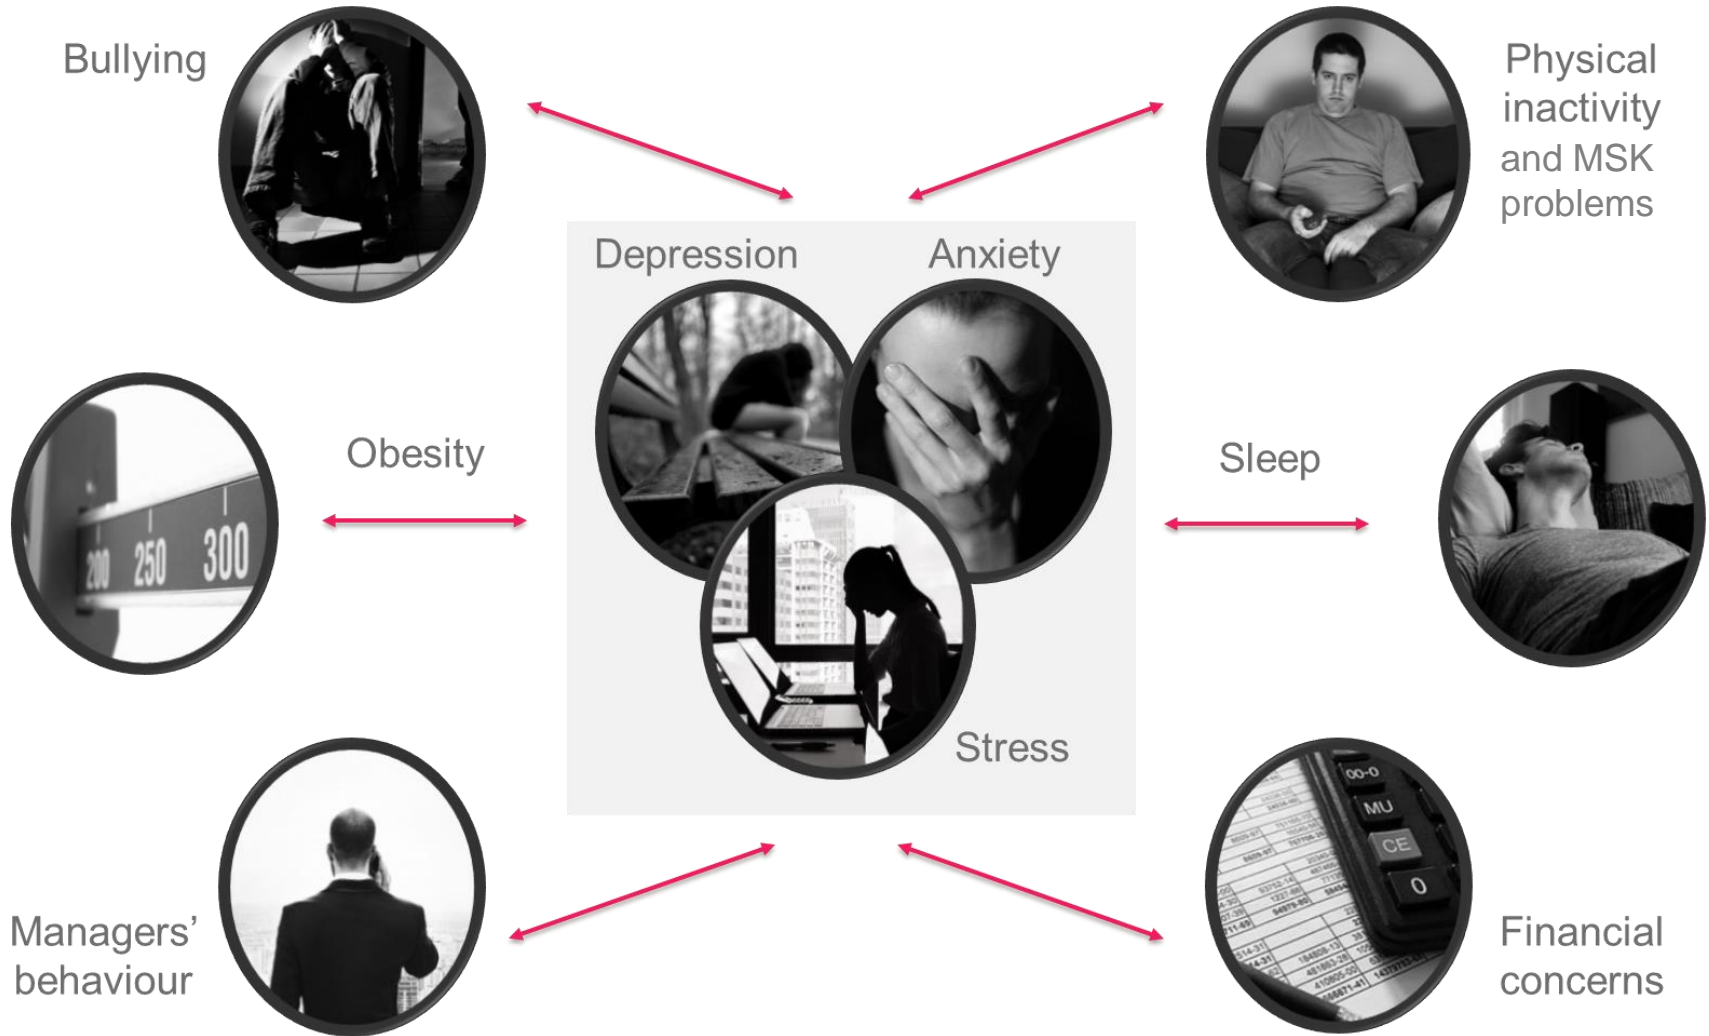 Bullying
Physical
inactivity
and MSK
problems
Depression
Anxiety
Obesity
Sleep
200 250 300
Stress
00-0
MU
CE
0
Managers’
behaviour
Financial
concerns